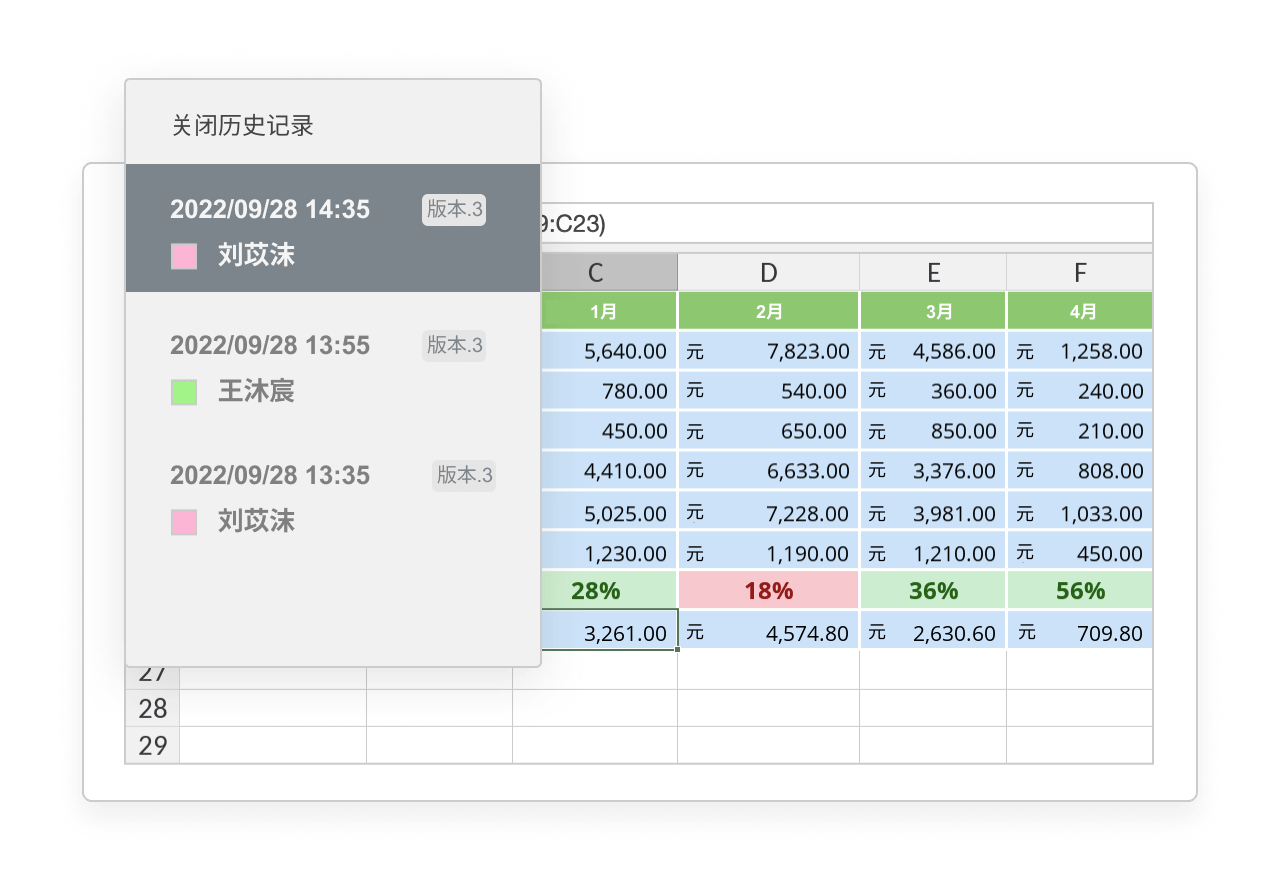 关闭历史记录
2022/09/28 14:35 版本.3
刘苡沫
2022/09/28 13:55 版本.3
王沐宸
2022/09/28 13:35 版本.3
刘苡沫
9:C23)
C D E F
1月 2月 3月 4月
5,640.00 元 7,823.00 元 4,586.00 元 1,258.00
780.00 元 540.00 元 360.00 元 240.00
450.00 元 650.00 元 850.00 元 210.00
4,410.00 元 6,633.00 元 3,376.00 元 808.00
5,025.00 元 7,228.00 元 3,981.00 元 1,033.00
1,230.00 元 1,190.00 元 1,210.00 元 450.00
28% 18% 36% 56%
3,261.00 元 4,574.80 元 2,630.60 元 709.80
27
28
29